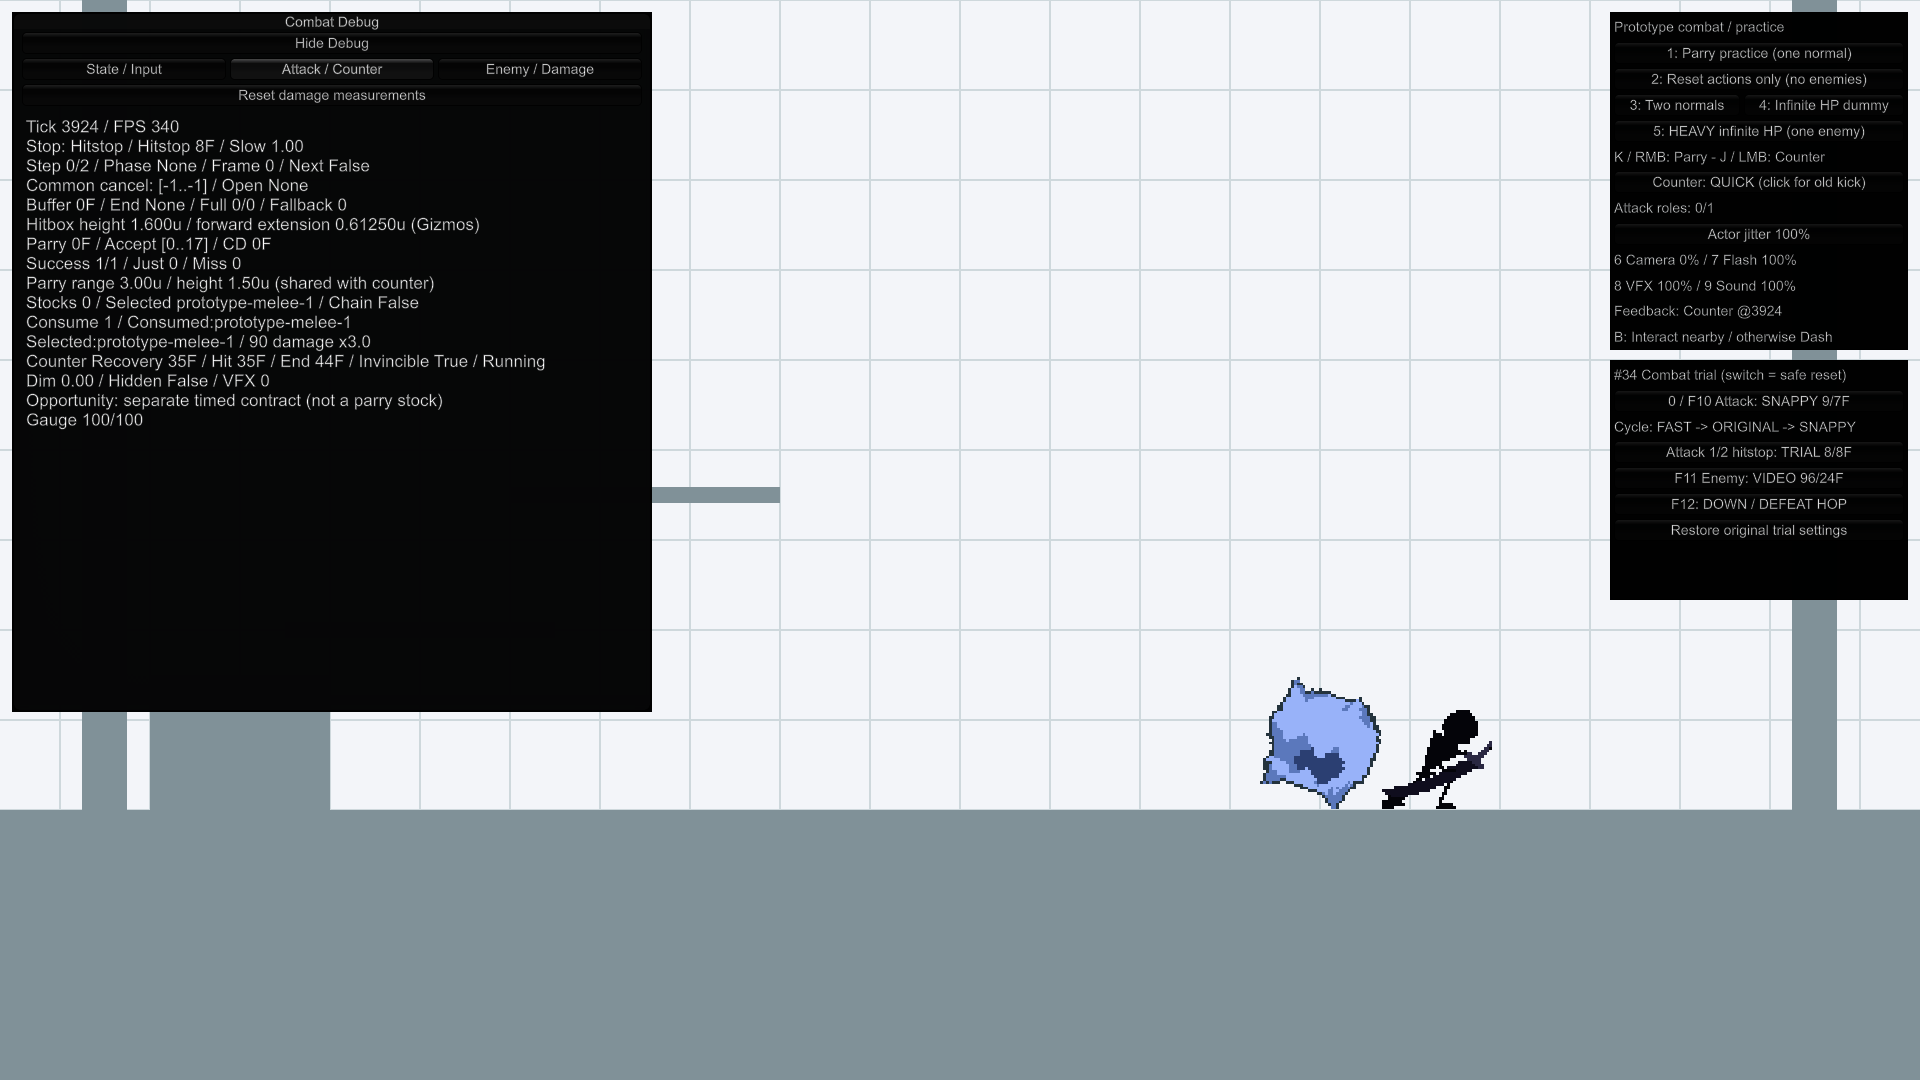 Combat Debug
Hide Debug
State / Input
Attack / Counter
Enemy / Damage
Reset damage measurements
Tick 3924 / FPS 340
Stop: Hitstop / Hitstop 8F / Slow 1.00
Step 0/2 / Phase None / Frame 0 / Next False
Common cancel: [-1..-1] / Open None
Buffer 0F / End None / Full 0/0 / Fallback 0
Hitbox height 1.600u / forward extension 0.61250u (Gizmos)
Parry 0F / Accept [0..17] / CD 0F
Success 1/1 / Just 0 / Miss 0
Parry range 3.00u / height 1.50u (shared with counter)
Stocks 0 / Selected prototype-melee-1 / Chain False
Consume 1 / Consumed:prototype-melee-1
Selected:prototype-melee-1 / 90 damage x3.0
Counter Recovery 35F / Hit 35F / End 44F / Invincible True / Running
Dim 0.00 / Hidden False / VFX 0
Opportunity: separate timed contract (not a parry stock)
Gauge 100/100
Prototype combat / practice
1: Parry practice (one normal)
2: Reset actions only (no enemies)
3: Two normals
4: Infinite HP dummy
5: HEAVY infinite HP (one enemy)
K / RMB: Parry - J / LMB: Counter
Counter: QUICK (click for old kick)
Attack roles: 0/1
Actor jitter 100%
6 Camera 0% / 7 Flash 100%
8 VFX 100% / 9 Sound 100%
Feedback: Counter @3924
B: Interact nearby / otherwise Dash
#34 Combat trial (switch = safe reset)
0 / F10 Attack: SNAPPY 9/7F
Cycle: FAST -> ORIGINAL -> SNAPPY
Attack 1/2 hitstop: TRIAL 8/8F
F11 Enemy: VIDEO 96/24F
F12: DOWN / DEFEAT HOP
Restore original trial settings